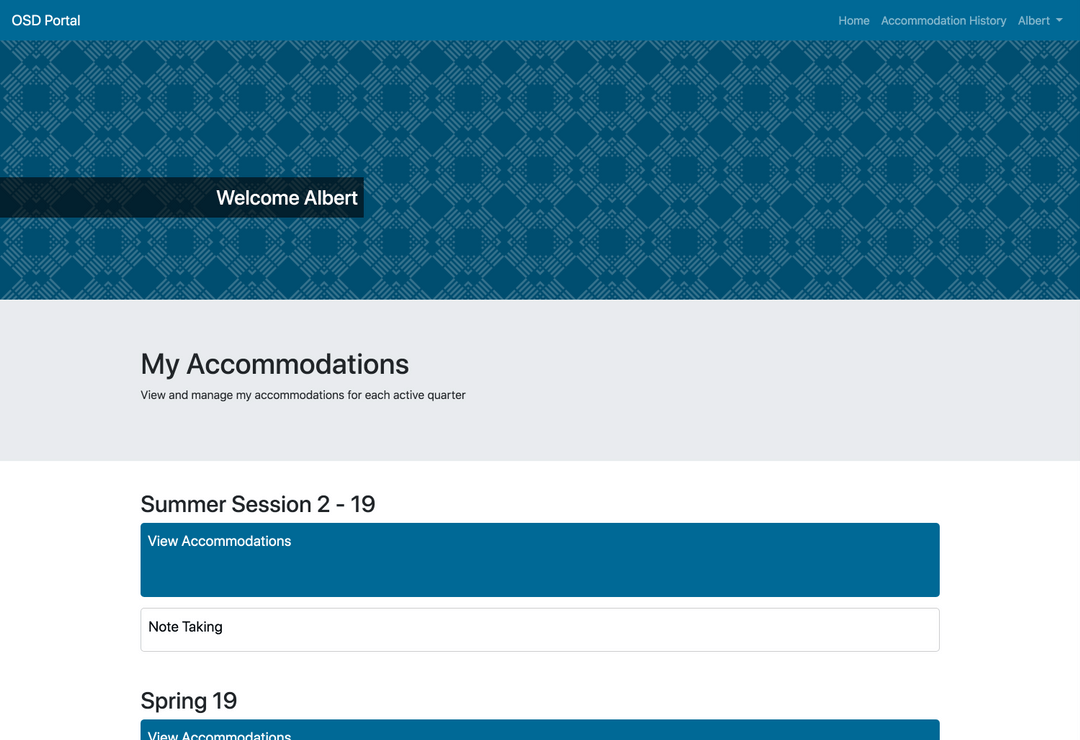 OSD Portal
Home Accommodation History Albert
Welcome Albert
My Accommodations
View and manage my accommodations for each active quarter
Summer Session 2 - 19
View Accommodations
Note Taking
Spring 19
View Accommodations